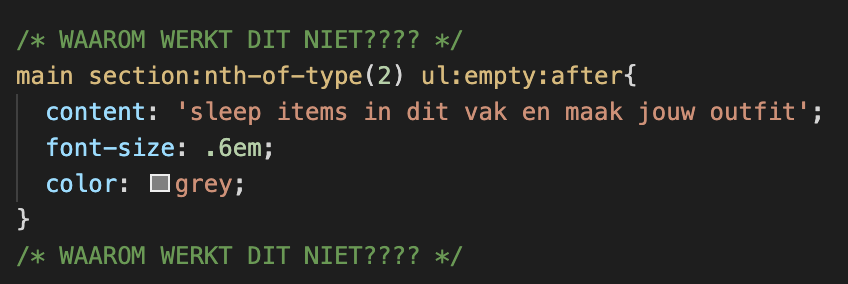 /* WAAROM WERKT DIT NIET???? */
main section:nth-of-type(2) ul:empty:after{
content: 'sleep items in dit vak en maak jouw outfit';
font-size: .6em;
color: grey;
}
/* WAAROM WERKT DIT NIET???? */